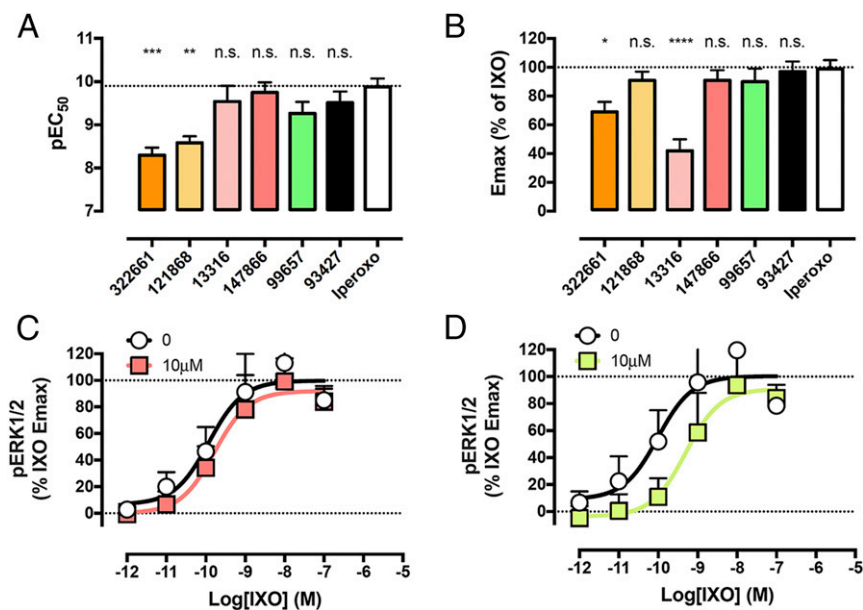 A
*** ** n.s. n.s. n.s. n.s.
pEC50
11
10
9
8
7
322661
121868
13316
147866
99657
93427
Iperoxo
B
* n.s. **** n.s. n.s. n.s.
Emax (% of IXO)
120
100
80
60
40
20
0
322661
121868
13316
147866
99657
93427
Iperoxo
C
0
10μM
pERK1/2
(% IXO Emax)
120
100
80
60
40
20
0
-12 -11 -10 -9 -8 -7 -6 -5
Log[IXO] (M)
D
0
10μM
pERK1/2
(% IXO Emax)
120
100
80
60
40
20
0
-12 -11 -10 -9 -8 -7 -6 -5
Log[IXO] (M)